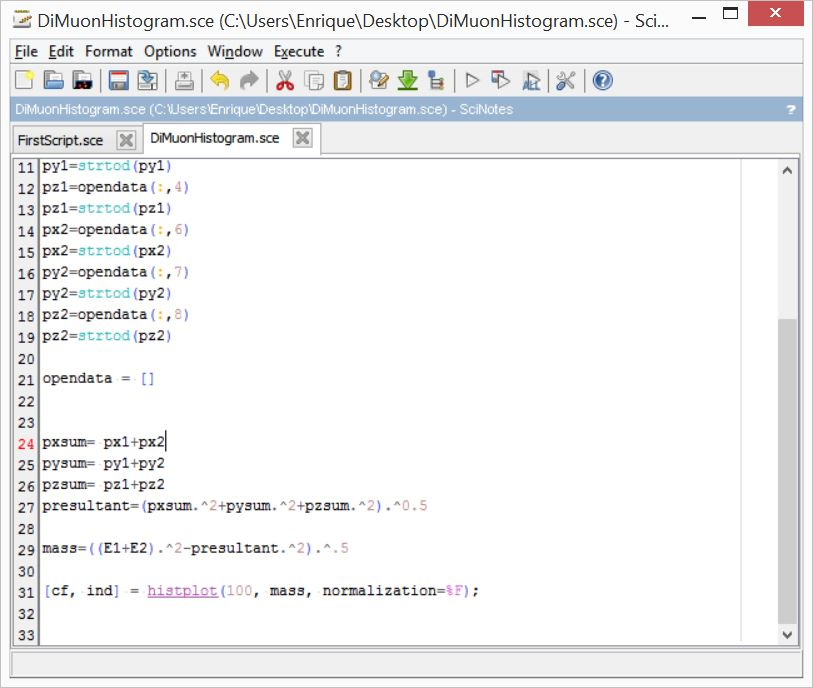 DiMuonHistogram.sce (C:\Users\Enrique\Desktop\DiMuonHistogram.sce) - Sci...
File Edit Format Options Window Execute ?
DiMuonHistogram.sce (C:\Users\Enrique\Desktop\DiMuonHistogram.sce) - SciNotes ?
FirstScript.sce DiMuonHistogram.sce
11 py1=strtod(py1)
12 pz1=opendata(:,4)
13 pz1=strtod(pz1)
14 px2=opendata(:,6)
15 px2=strtod(px2)
16 py2=opendata(:,7)
17 py2=strtod(py2)
18 pz2=opendata(:,8)
19 pz2=strtod(pz2)
20
21 opendata = []
22
23
24 pxsum= px1+px2
25 pysum= py1+py2
26 pzsum= pz1+pz2
27 presultant=(pxsum.^2+pysum.^2+pzsum.^2).^0.5
28
29 mass=((E1+E2).^2-presultant.^2).^.5
30
31 [cf, ind] = histplot(100, mass, normalization=%F);
32
33